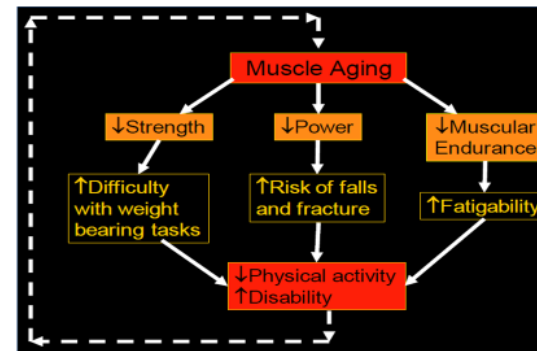 Muscle Aging
↓Strength
↓Power
↓Muscular
Endurance
↑Difficulty
with weight
bearing tasks
↑Risk of falls
and fracture
↑Fatigability
↓Physical activity
↑Disability